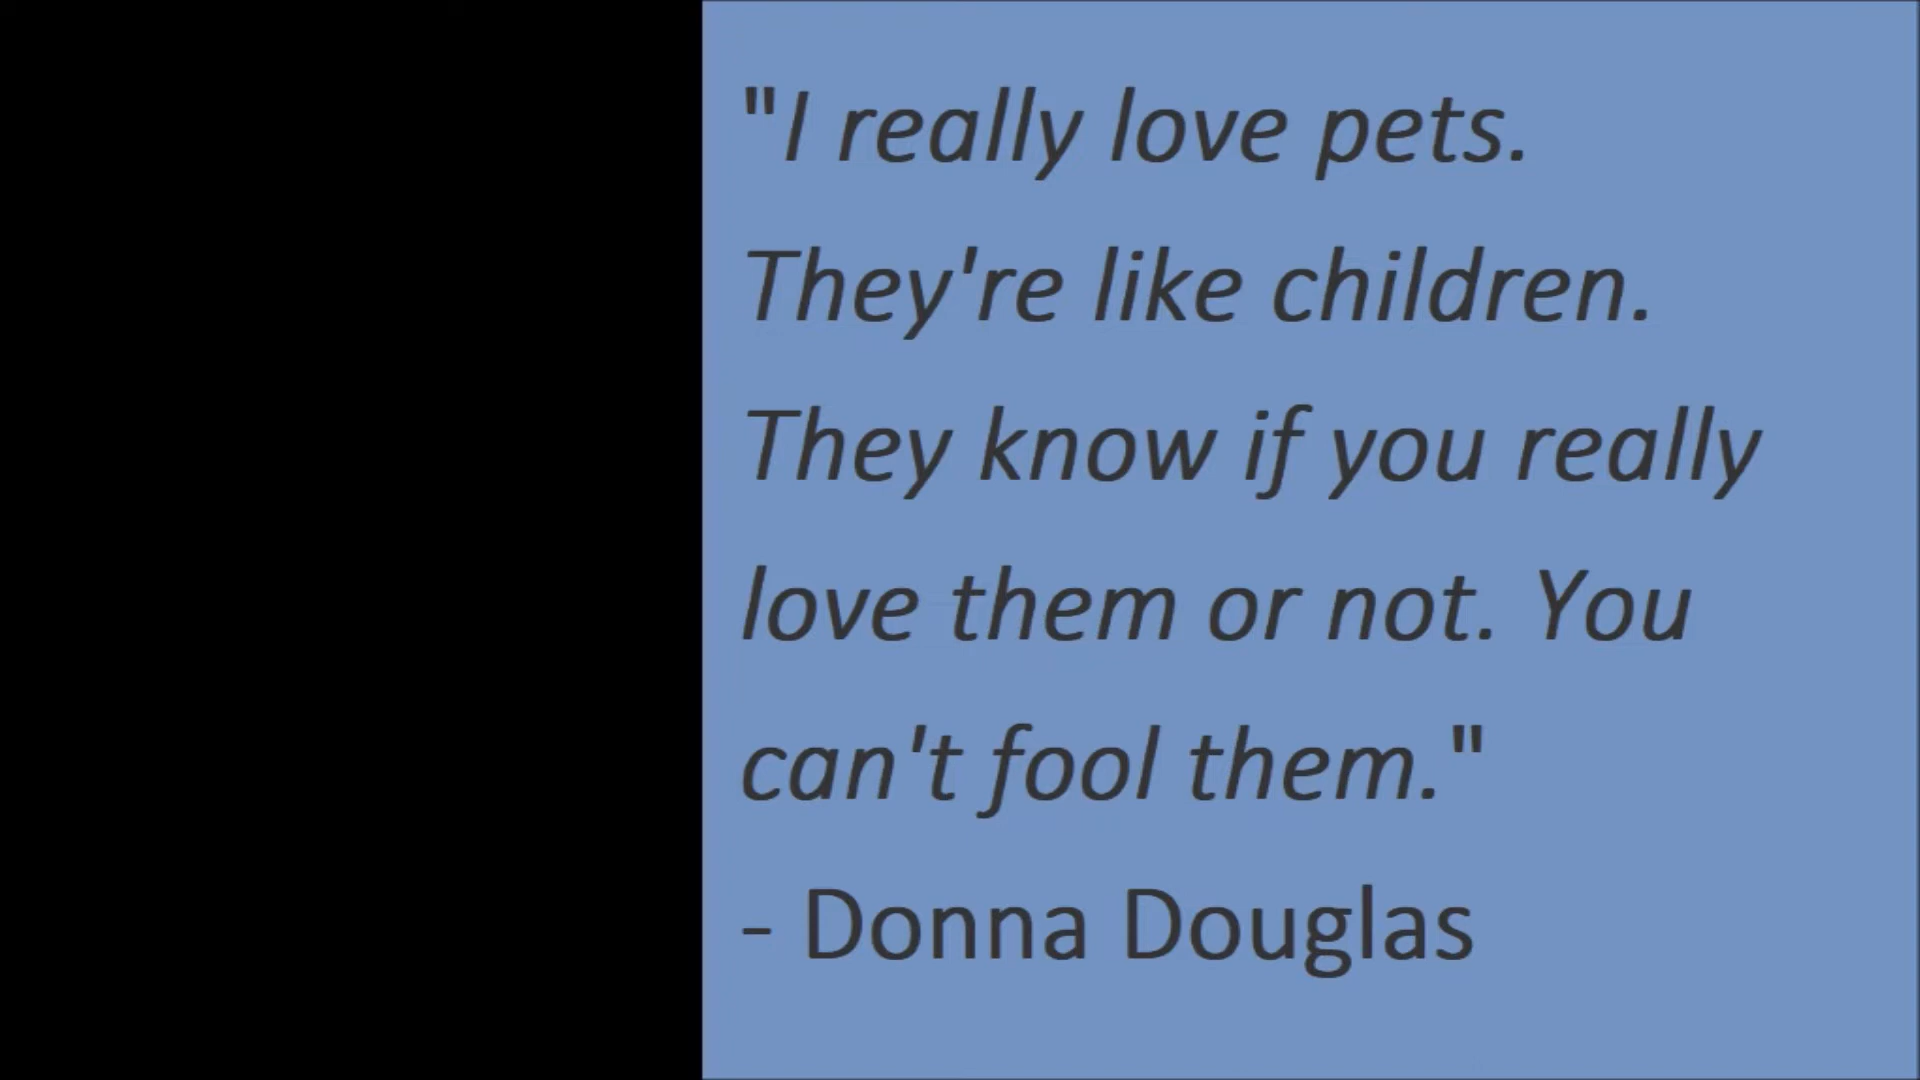 "I really love pets.
They're like children.
They know if you really
love them or not. You
can't fool them."
- Donna Douglas